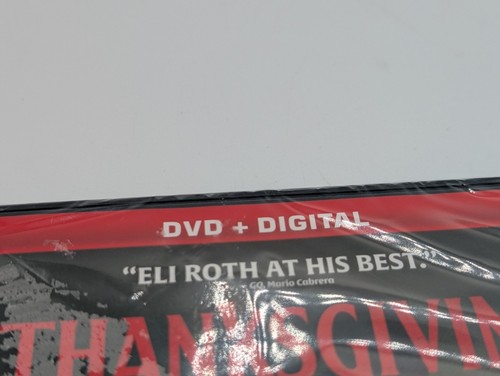 DVD + DIGITAL
“ELI ROTH AT HIS BEST.”
- GQ, Mario Cabrera
THANKSGIVIN